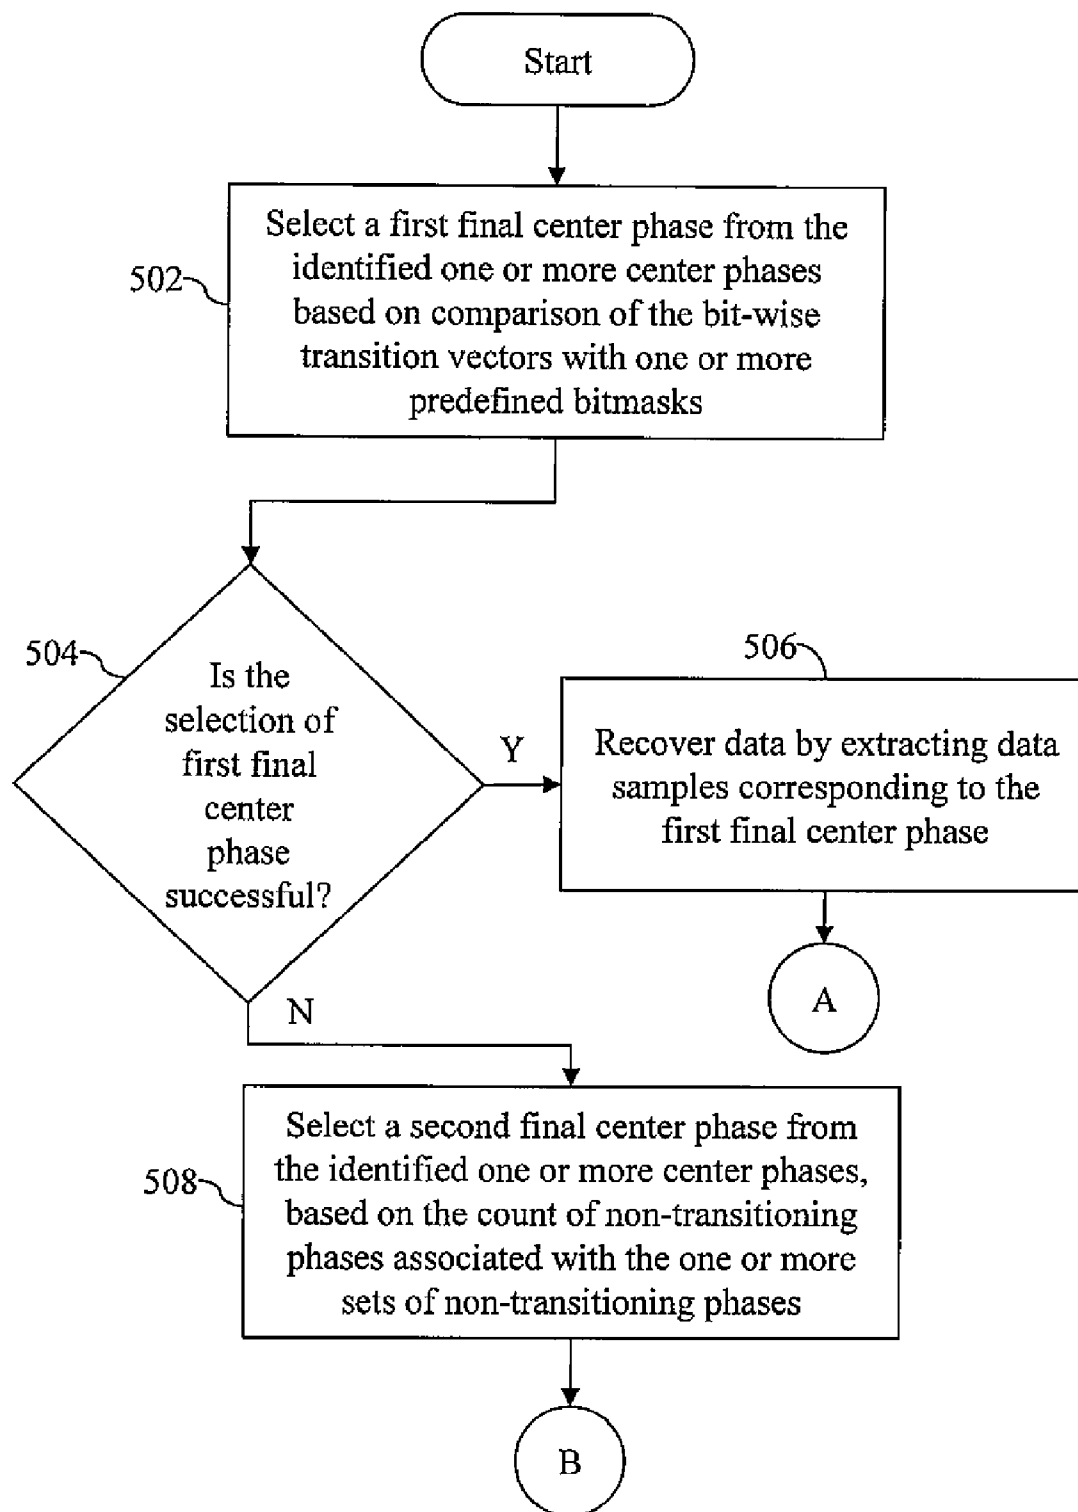 Start
502
Select a first final center phase from the
identified one or more center phases
based on comparison of the bit-wise
transition vectors with one or more
predefined bitmasks
504
Is the
selection of
first final
center
phase
successful?
Y
506
Recover data by extracting data
samples corresponding to the
first final center phase
A
N
508
Select a second final center phase from
the identified one or more center phases,
based on the count of non-transitioning
phases associated with the one or more
sets of non-transitioning phases
B